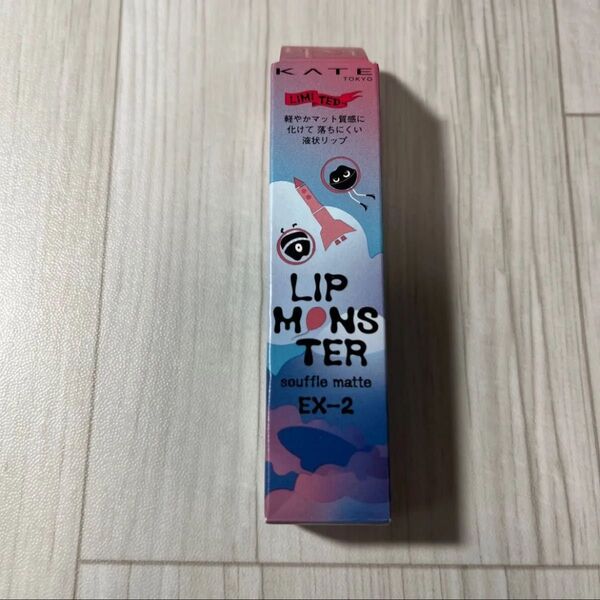 KATE
TOKYO
LIMITED
軽やかマット質感に
化けて 落ちにくい
液状リップ
LIP
MONS
TER
souffle matte
EX-2